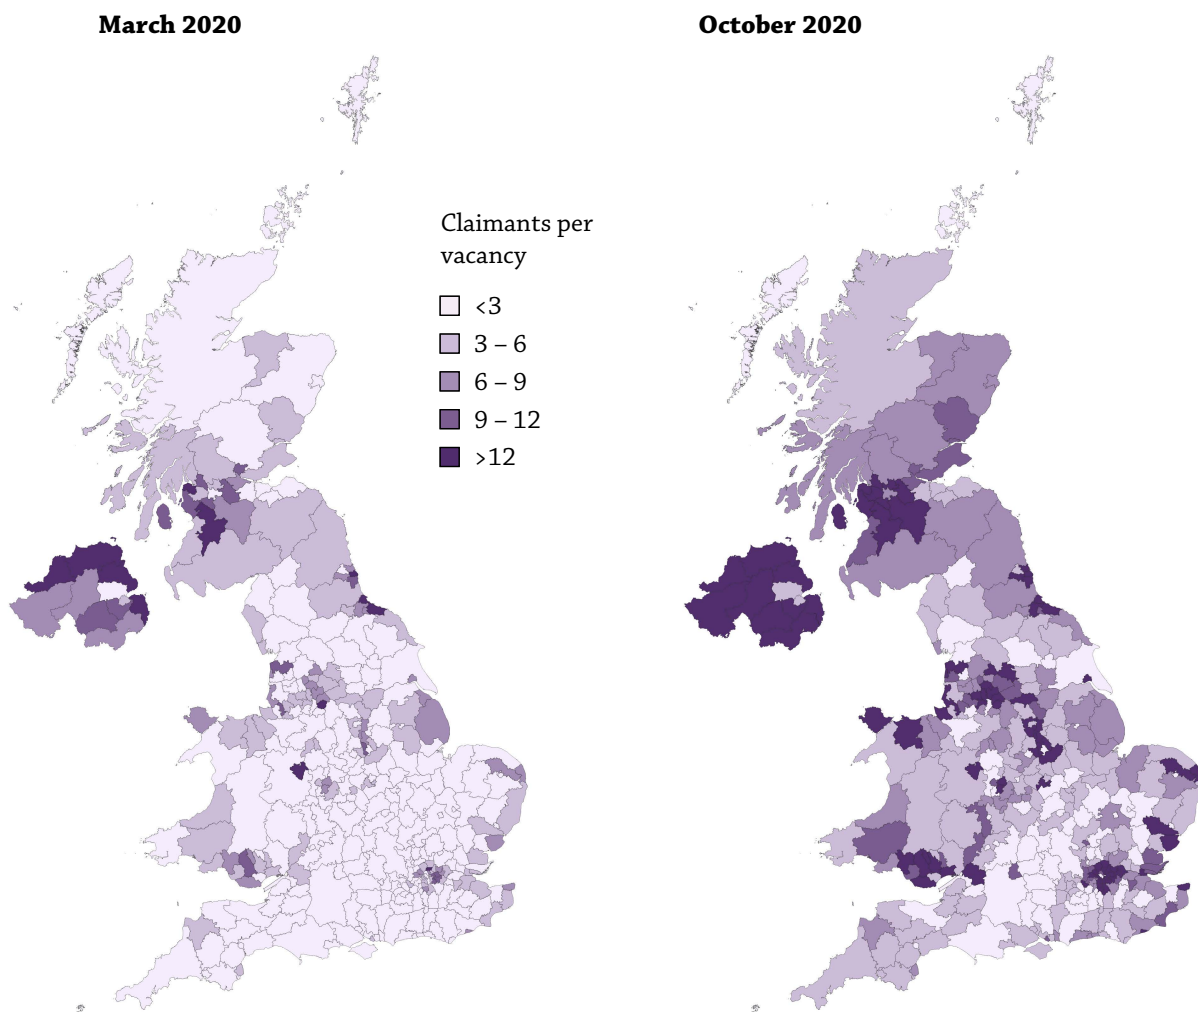 March 2020
October 2020
Claimants per
vacancy
<3
3 – 6
6 – 9
9 – 12
>12